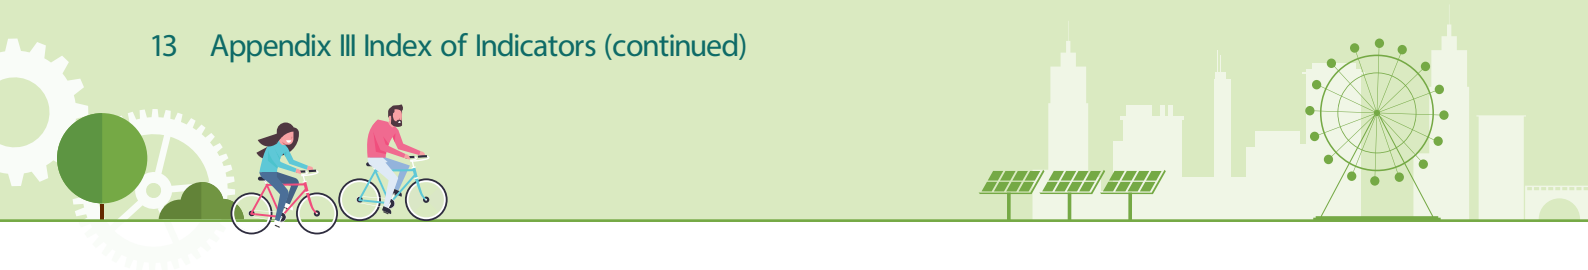 13 Appendix III Index of Indicators (continued)